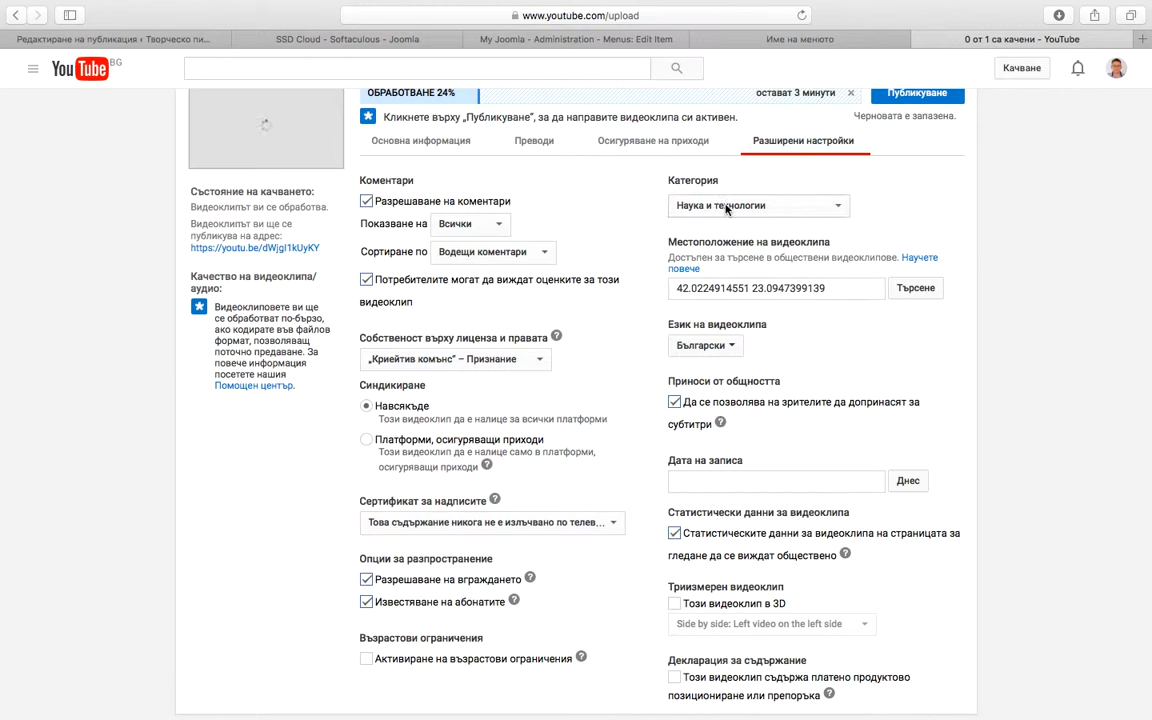 www.youtube.com/upload
Редактиране на публикация ‹ Творческо пи...
SSD Cloud - Softaculous - Joomla
My Joomla - Administration - Menus: Edit Item
Име на менюто
0 от 1 са качени - YouTube
YouTube BG
Качване
ОБРАБОТВАНЕ 24%
остават 3 минути
Публикуване
Кликнете върху „Публикуване“, за да направите видеоклипа си активен.
Черновата е запазена.
Основна информация
Преводи
Осигуряване на приходи
Разширени настройки
Състояние на качването:
Видеоклипът ви се обработва.
Видеоклипът ви ще се
публикува на адрес:
https://youtu.be/dWjgl1kUyKY
Качество на видеоклипа/
аудио:
Видеоклиповете ви ще
се обработват по-бързо,
ако кодирате във файлов
формат, позволяващ
поточно предаване. За
повече информация
посетете нашия
Помощен център.
Коментари
Разрешаване на коментари
Показване на Всички
Сортиране по Водещи коментари
Потребителите могат да виждат оценките за този
видеоклип
Собственост върху лиценза и правата
„Криейтив комънс“ – Признание
Синдикиране
Навсякъде
Този видеоклип да е налице за всички платформи
Платформи, осигуряващи приходи
Този видеоклип да е налице само в платформи,
осигуряващи приходи
Сертификат за надписите
Това съдържание никога не е излъчвано по телев...
Опции за разпространение
Разрешаване на вграждането
Известяване на абонатите
Възрастови ограничения
Активиране на възрастови ограничения
Категория
Наука и технологии
Местоположение на видеоклипа
Достъпен за търсене в обществени видеоклипове. Научете
повече
42.0224914551 23.0947399139
Търсене
Език на видеоклипа
Български
Приноси от общността
Да се позволява на зрителите да допринасят за
субтитри
Дата на записа
Днес
Статистически данни за видеоклипа
Статистическите данни за видеоклипа на страницата за
гледане да се виждат обществено
Триизмерен видеоклип
Този видеоклип в 3D
Side by side: Left video on the left side
Декларация за съдържание
Този видеоклип съдържа платено продуктово
позициониране или препоръка